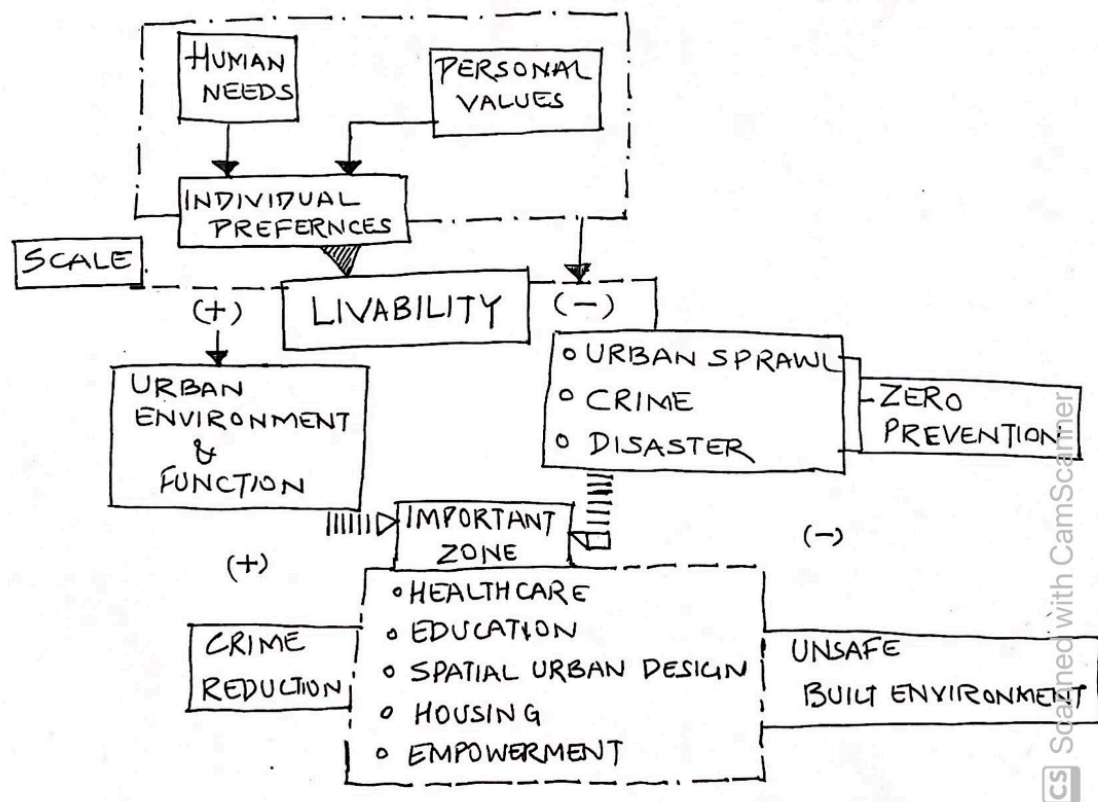 HUMAN
NEEDS
PERSONAL
VALUES
INDIVIDUAL
PREFERNCES
SCALE
LIVABILITY
(+)
(-)
URBAN
ENVIRONMENT
&
FUNCTION
○ URBAN SPRAWL
○ CRIME
○ DISASTER
ZERO
PREVENTION
IMPORTANT
ZONE
(+)
(-)
○ HEALTHCARE
○ EDUCATION
○ SPATIAL URBAN DESIGN
○ HOUSING
○ EMPOWERMENT
CRIME
REDUCTION
UNSAFE
BUILT ENVIRONMENT
CS Scanned with CamScanner